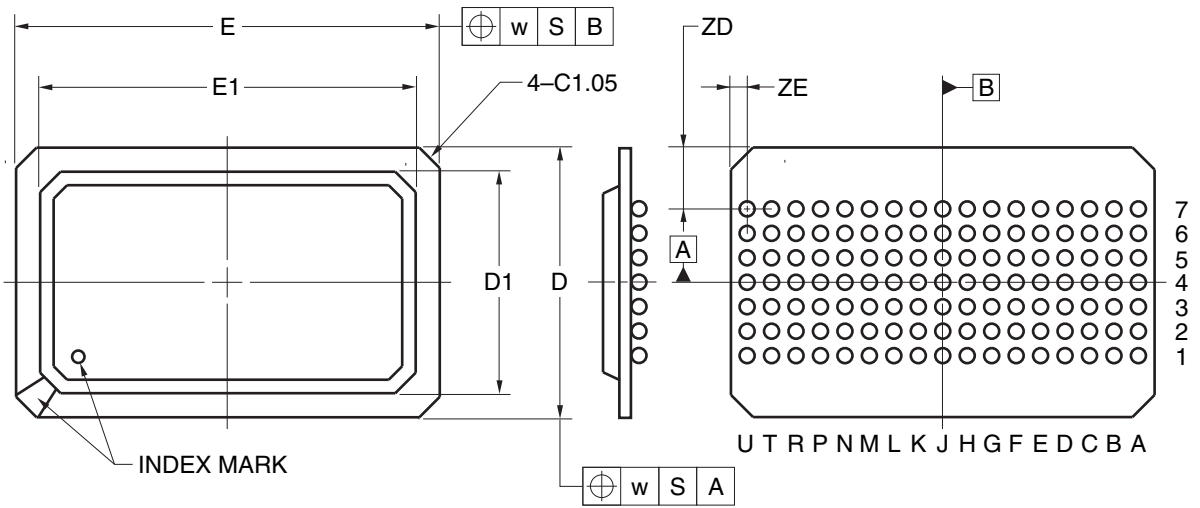 E
w S B
ZD
E1
4–C1.05
ZE
B
7
6
A
5
D1
D
4
3
2
1
U T R P N M L K J H G F E D C B A
INDEX MARK
w S A